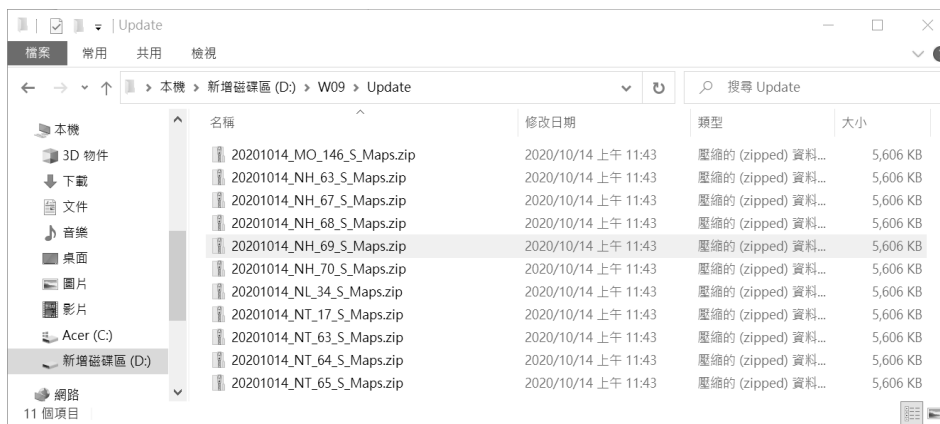 Update
檔案 常用 共用 檢視
本機 › 新增磁碟區 (D:) › W09 › Update 搜尋 Update
名稱 修改日期 類型 大小
本機
3D 物件
下載
文件
音樂
桌面
圖片
影片
Acer (C:)
新增磁碟區 (D:)
網路
20201014_MO_146_S_Maps.zip 2020/10/14 上午 11:43 壓縮的 (zipped) 資料... 5,606 KB
20201014_NH_63_S_Maps.zip 2020/10/14 上午 11:43 壓縮的 (zipped) 資料... 5,606 KB
20201014_NH_67_S_Maps.zip 2020/10/14 上午 11:43 壓縮的 (zipped) 資料... 5,606 KB
20201014_NH_68_S_Maps.zip 2020/10/14 上午 11:43 壓縮的 (zipped) 資料... 5,606 KB
20201014_NH_69_S_Maps.zip 2020/10/14 上午 11:43 壓縮的 (zipped) 資料... 5,606 KB
20201014_NH_70_S_Maps.zip 2020/10/14 上午 11:43 壓縮的 (zipped) 資料... 5,606 KB
20201014_NL_34_S_Maps.zip 2020/10/14 上午 11:43 壓縮的 (zipped) 資料... 5,606 KB
20201014_NT_17_S_Maps.zip 2020/10/14 上午 11:43 壓縮的 (zipped) 資料... 5,606 KB
20201014_NT_63_S_Maps.zip 2020/10/14 上午 11:43 壓縮的 (zipped) 資料... 5,606 KB
20201014_NT_64_S_Maps.zip 2020/10/14 上午 11:43 壓縮的 (zipped) 資料... 5,606 KB
20201014_NT_65_S_Maps.zip 2020/10/14 上午 11:43 壓縮的 (zipped) 資料... 5,606 KB
11 個項目